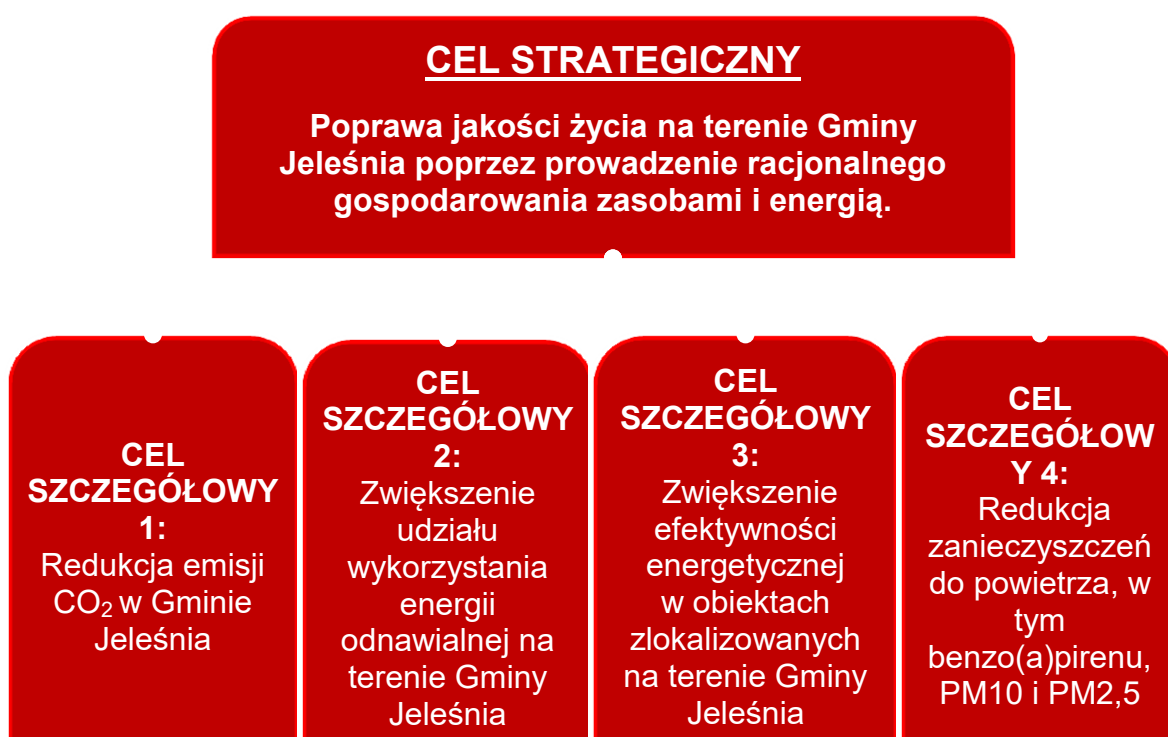 CEL STRATEGICZNY
Poprawa jakości życia na terenie Gminy
Jeleśnia poprzez prowadzenie racjonalnego
gospodarowania zasobami i energią.
CEL
SZCZEGÓŁOWY
1:
Redukcja emisji
CO₂ w Gminie
Jeleśnia
CEL
SZCZEGÓŁOWY
2:
Zwiększenie
udziału
wykorzystania
energii
odnawialnej na
terenie Gminy
Jeleśnia
CEL
SZCZEGÓŁOWY
3:
Zwiększenie
efektywności
energetycznej
w obiektach
zlokalizowanych
na terenie Gminy
Jeleśnia
CEL
SZCZEGÓŁOW
Y 4:
Redukcja
zanieczyszczeń
do powietrza, w
tym
benzo(a)pirenu,
PM10 i PM2,5